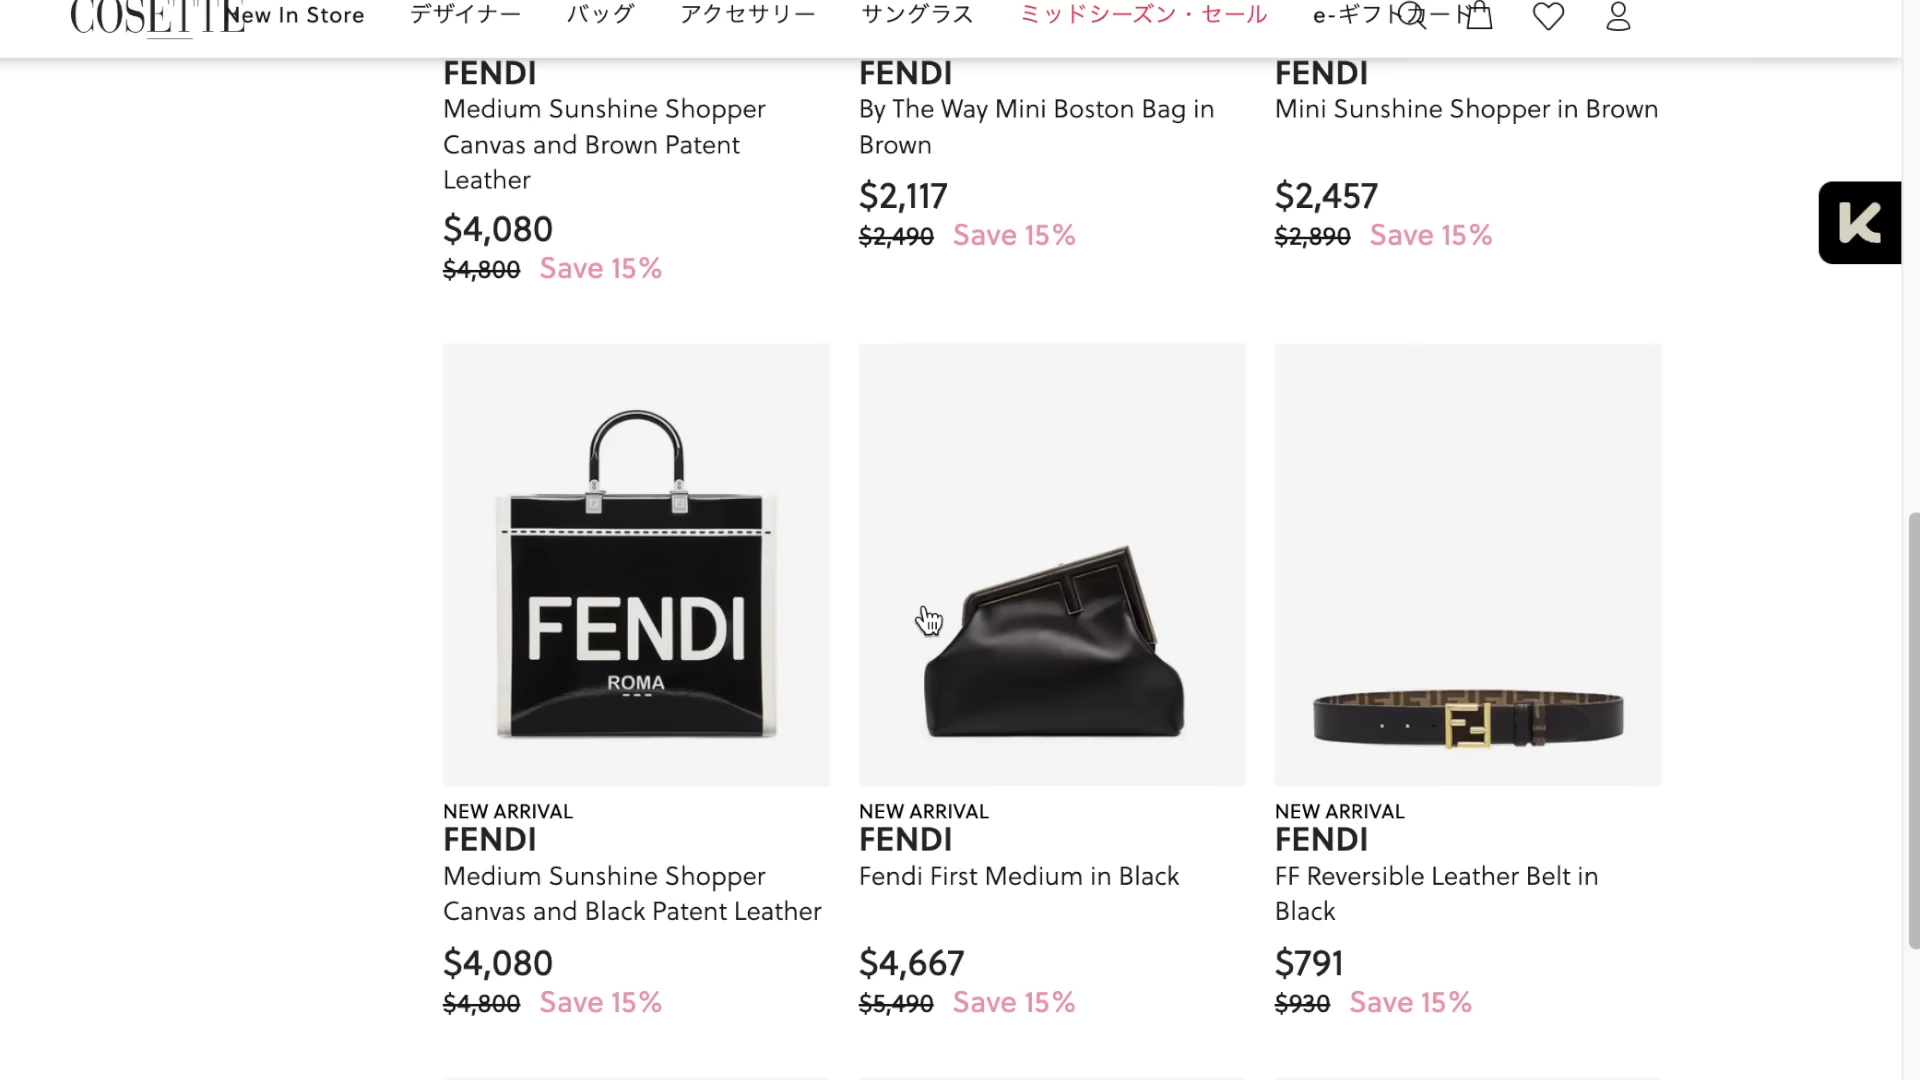 COSETTE
New In Store デザイナー バッグ アクセサリー サングラス ミッドシーズン・セール e-ギフトカード
FENDI
Medium Sunshine Shopper
Canvas and Brown Patent
Leather
$4,080
$4,800 Save 15%
FENDI
By The Way Mini Boston Bag in
Brown
$2,117
$2,490 Save 15%
FENDI
Mini Sunshine Shopper in Brown
$2,457
$2,890 Save 15%
K
FENDI
ROMA
NEW ARRIVAL
FENDI
Medium Sunshine Shopper
Canvas and Black Patent Leather
$4,080
$4,800 Save 15%
NEW ARRIVAL
FENDI
Fendi First Medium in Black
$4,667
$5,490 Save 15%
NEW ARRIVAL
FENDI
FF Reversible Leather Belt in
Black
$791
$930 Save 15%